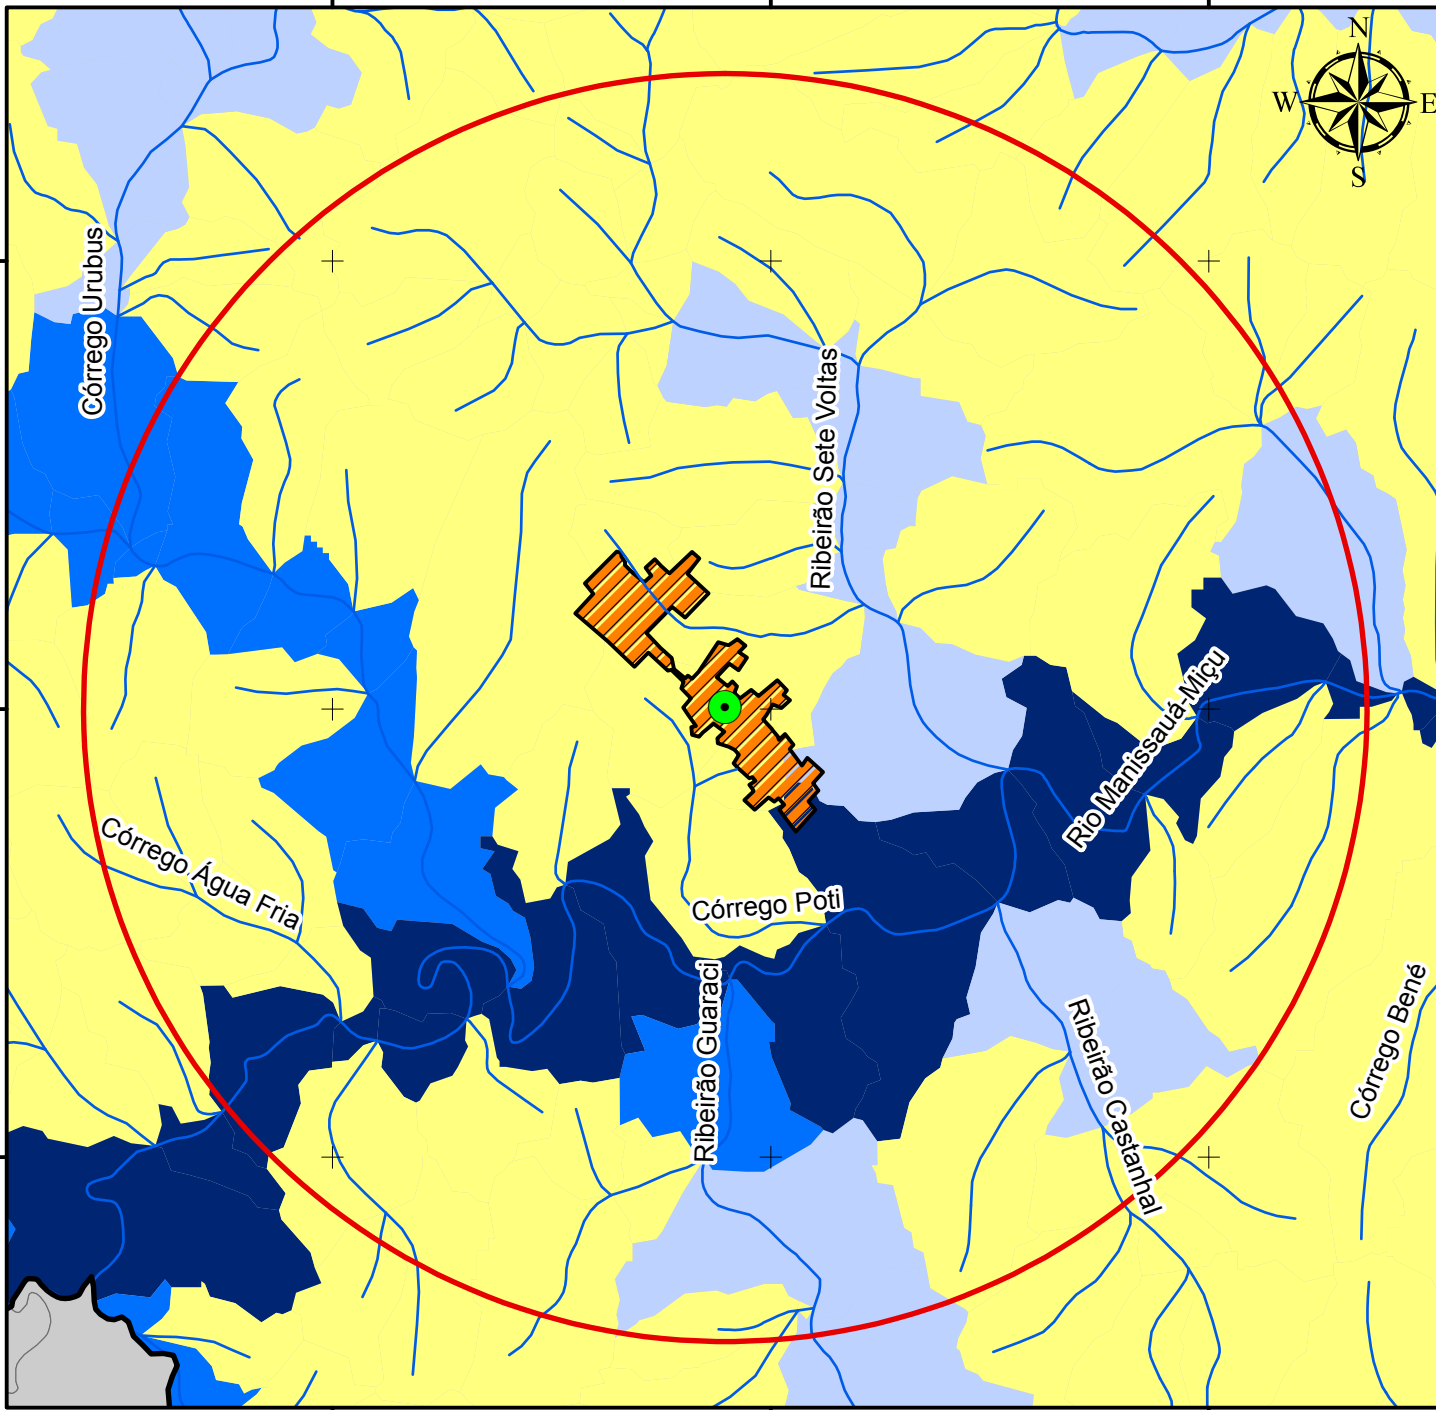 N
W E
S
Córrego Urubus
Ribeirão Sete Voltas
Rio Manissauá-Miçu
Córrego Água Fria
Córrego Poti
Ribeirão Guaraci
Ribeirão Castanhal
Córrego Bené